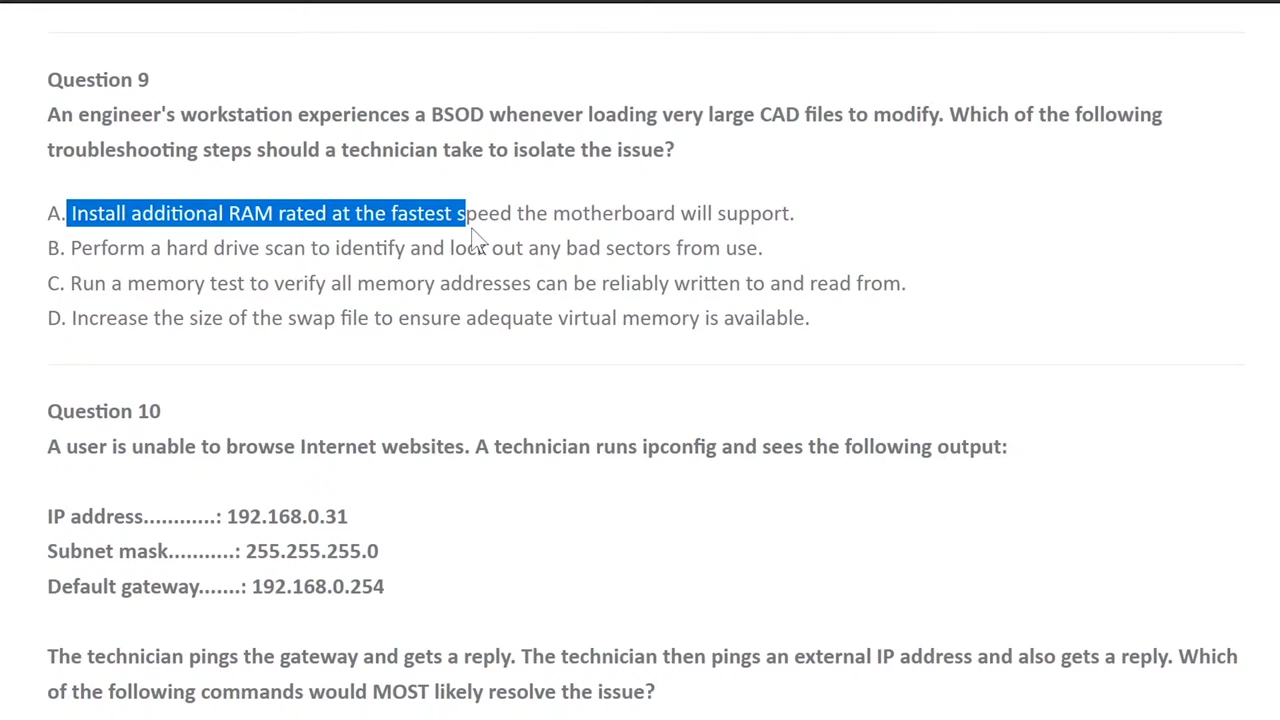 Question 9
An engineer's workstation experiences a BSOD whenever loading very large CAD files to modify. Which of the following
troubleshooting steps should a technician take to isolate the issue?
A. Install additional RAM rated at the fastest speed the motherboard will support.
B. Perform a hard drive scan to identify and lock out any bad sectors from use.
C. Run a memory test to verify all memory addresses can be reliably written to and read from.
D. Increase the size of the swap file to ensure adequate virtual memory is available.
Question 10
A user is unable to browse Internet websites. A technician runs ipconfig and sees the following output:
IP address............: 192.168.0.31
Subnet mask...........: 255.255.255.0
Default gateway.......: 192.168.0.254
The technician pings the gateway and gets a reply. The technician then pings an external IP address and also gets a reply. Which
of the following commands would MOST likely resolve the issue?